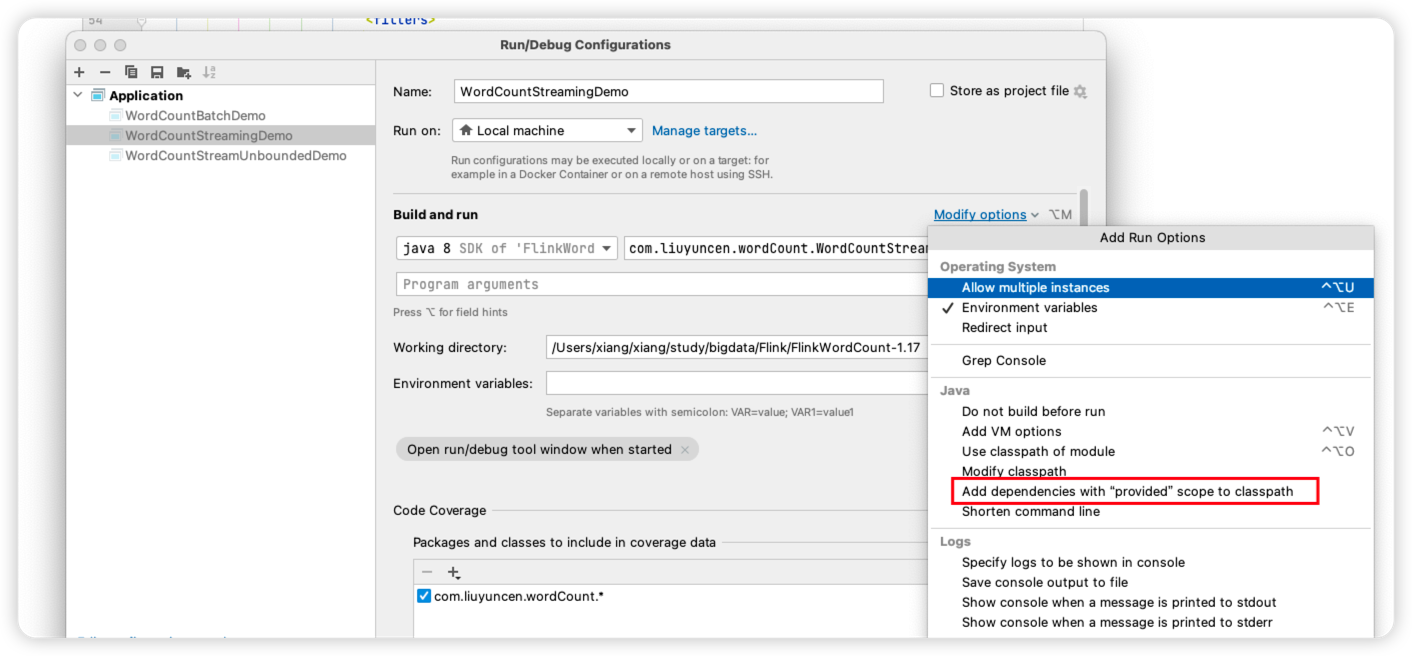 54
<filters>
Run/Debug Configurations
Application
WordCountBatchDemo
WordCountStreamingDemo
WordCountStreamUnboundedDemo
Name: WordCountStreamingDemo
Store as project file
Run on: Local machine Manage targets...
Run configurations may be executed locally or on a target: for
example in a Docker Container or on a remote host using SSH.
Build and run Modify options ⌥M
java 8 SDK of 'FlinkWord com.liuyuncen.wordCount.WordCountStrea
Program arguments
Press ⌥ for field hints
Working directory: /Users/xiang/xiang/study/bigdata/Flink/FlinkWordCount-1.17
Environment variables:
Separate variables with semicolon: VAR=value; VAR1=value1
Open run/debug tool window when started ×
Code Coverage
Packages and classes to include in coverage data
com.liuyuncen.wordCount.*
Add Run Options
Operating System
Allow multiple instances ^⌥U
Environment variables ^⌥E
Redirect input
Grep Console
Java
Do not build before run
Add VM options ^⌥V
Use classpath of module ^⌥O
Modify classpath
Add dependencies with “provided” scope to classpath
Shorten command line
Logs
Specify logs to be shown in console
Save console output to file
Show console when a message is printed to stdout
Show console when a message is printed to stderr